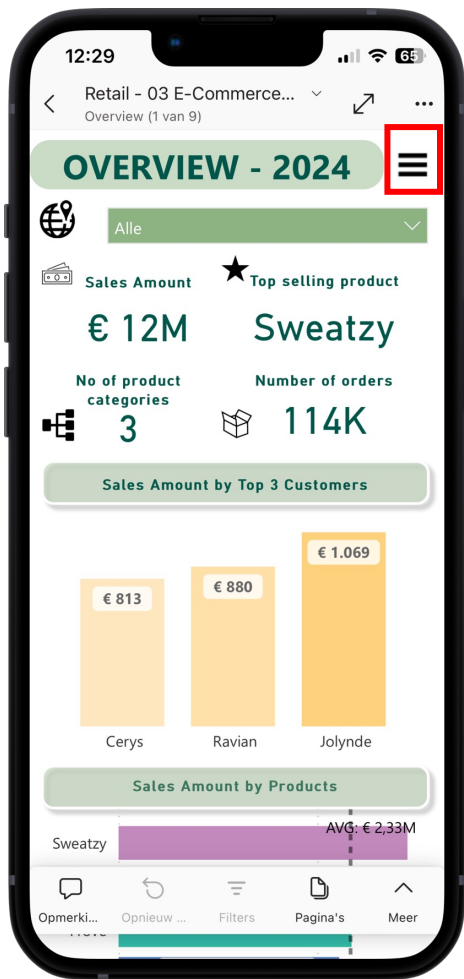 12:29
65
Retail - 03 E-Commerce...
Overview (1 van 9)
OVERVIEW - 2024
Alle
Sales Amount
Top selling product
€ 12M
Sweatzy
No of product
categories
Number of orders
3
114K
Sales Amount by Top 3 Customers
€ 813
€ 880
€ 1.069
Cerys
Ravian
Jolynde
Sales Amount by Products
AVG: € 2,33M
Sweatzy
Opmerki...
Opnieuw ...
Filters
Pagina's
Meer